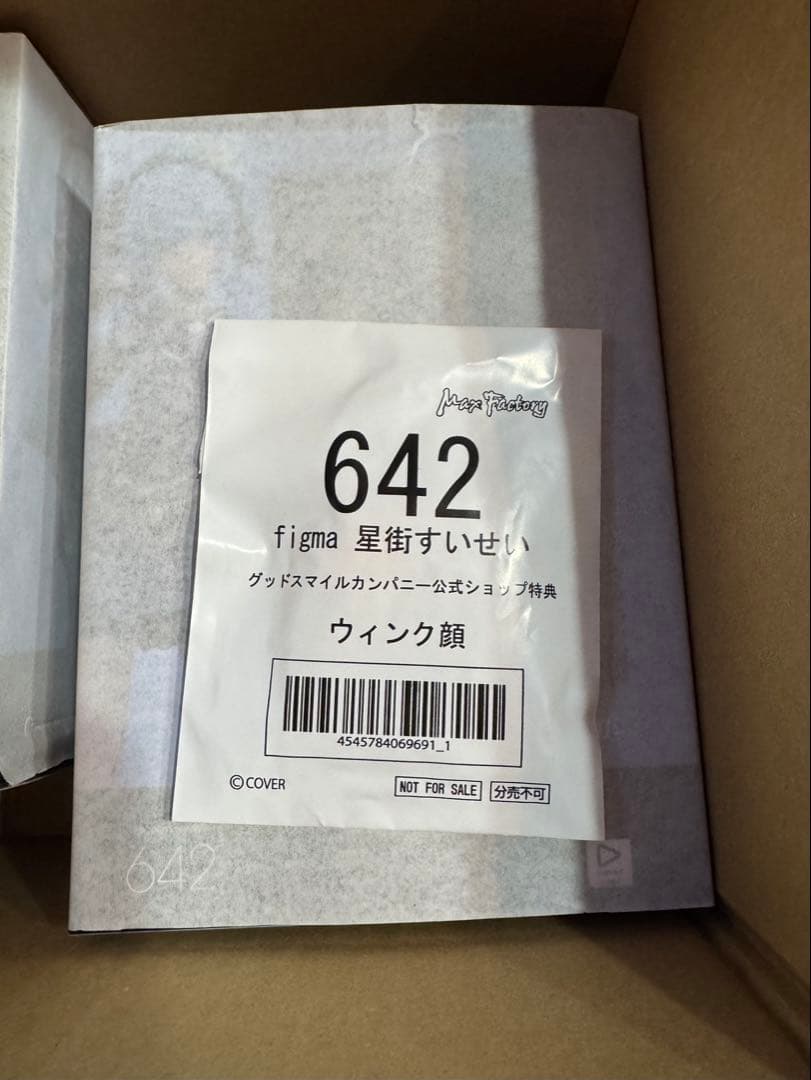 Max Factory
642
figma 星街すいせい
グッドスマイルカンパニー公式ショップ特典
ウィンク顔
4545784069691_1
©COVER
NOT FOR SALE 分売不可
642